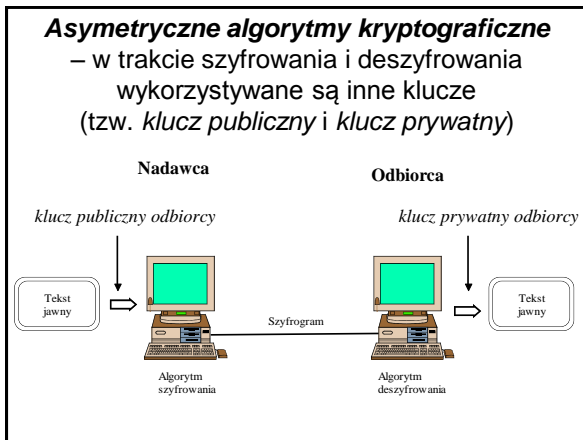 Asymetryczne algorytmy kryptograficzne
– w trakcie szyfrowania i deszyfrowania
wykorzystywane są inne klucze
(tzw. klucz publiczny i klucz prywatny)
Nadawca
Odbiorca
klucz publiczny odbiorcy
klucz prywatny odbiorcy
Tekst
jawny
Szyfrogram
Tekst
jawny
Algorytm
szyfrowania
Algorytm
deszyfrowania